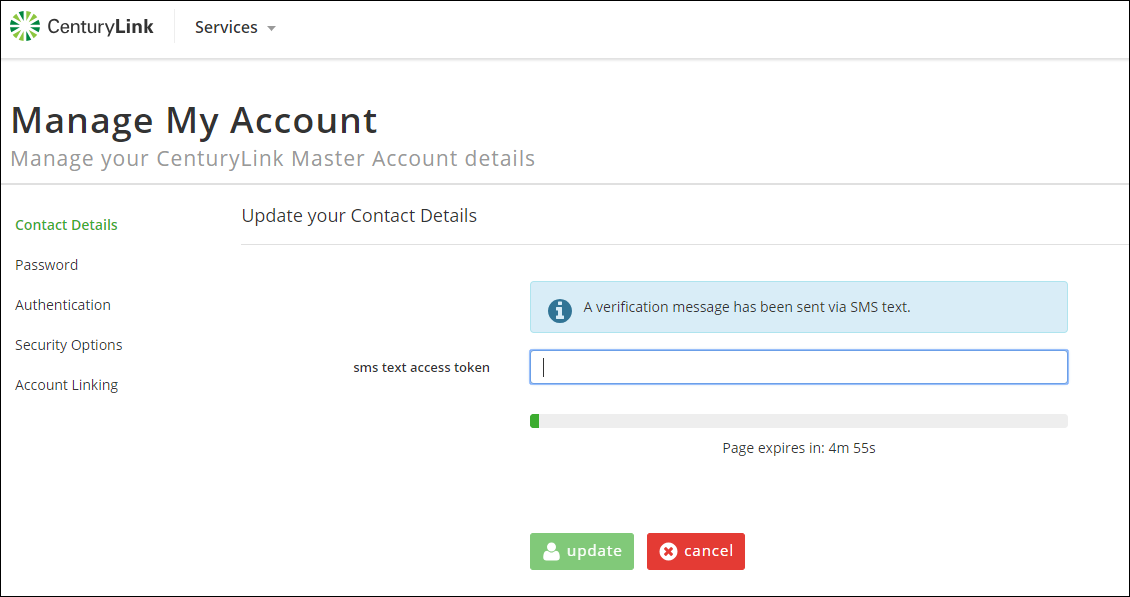 CenturyLink
Services
Manage My Account
Manage your CenturyLink Master Account details
Contact Details
Password
Authentication
Security Options
Account Linking
Update your Contact Details
A verification message has been sent via SMS text.
sms text access token
Page expires in: 4m 55s
update
cancel